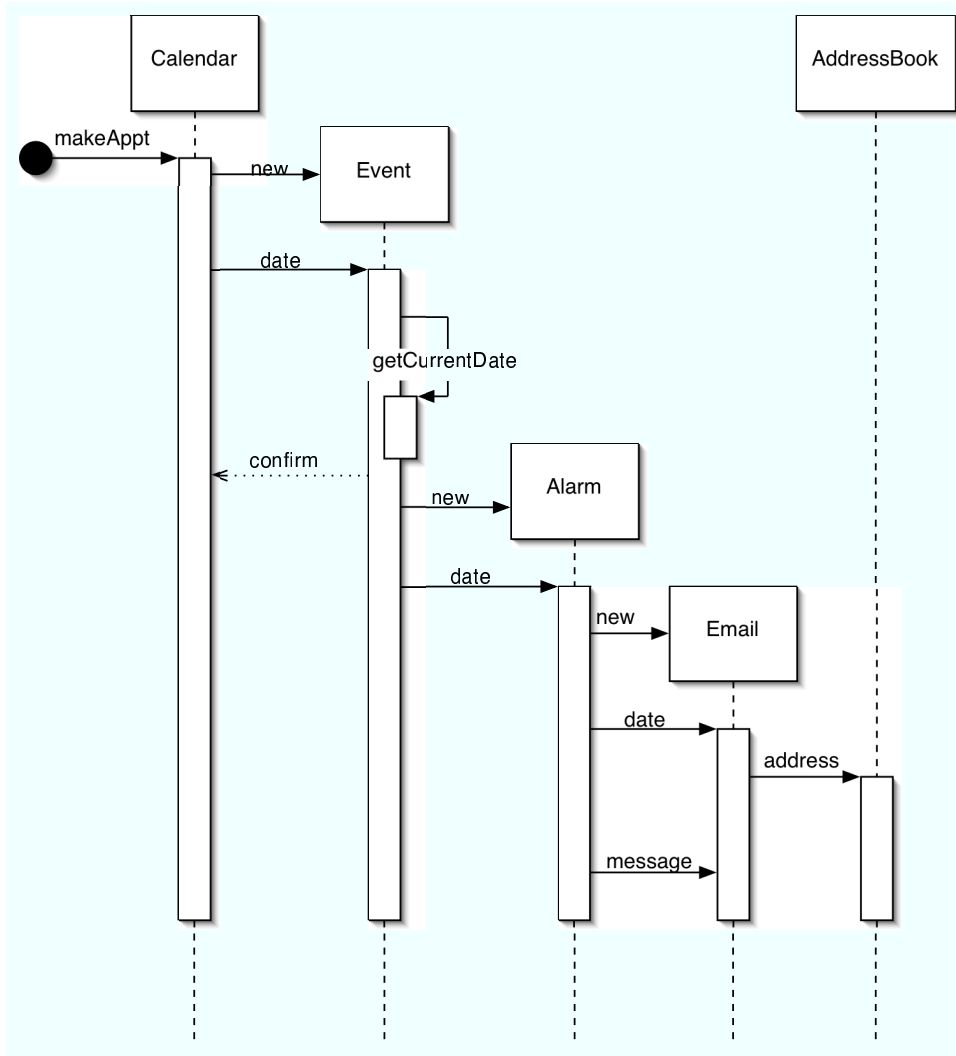 Calendar
AddressBook
makeAppt
new
Event
date
getCurrentDate
confirm
new
Alarm
date
new
Email
date
address
message